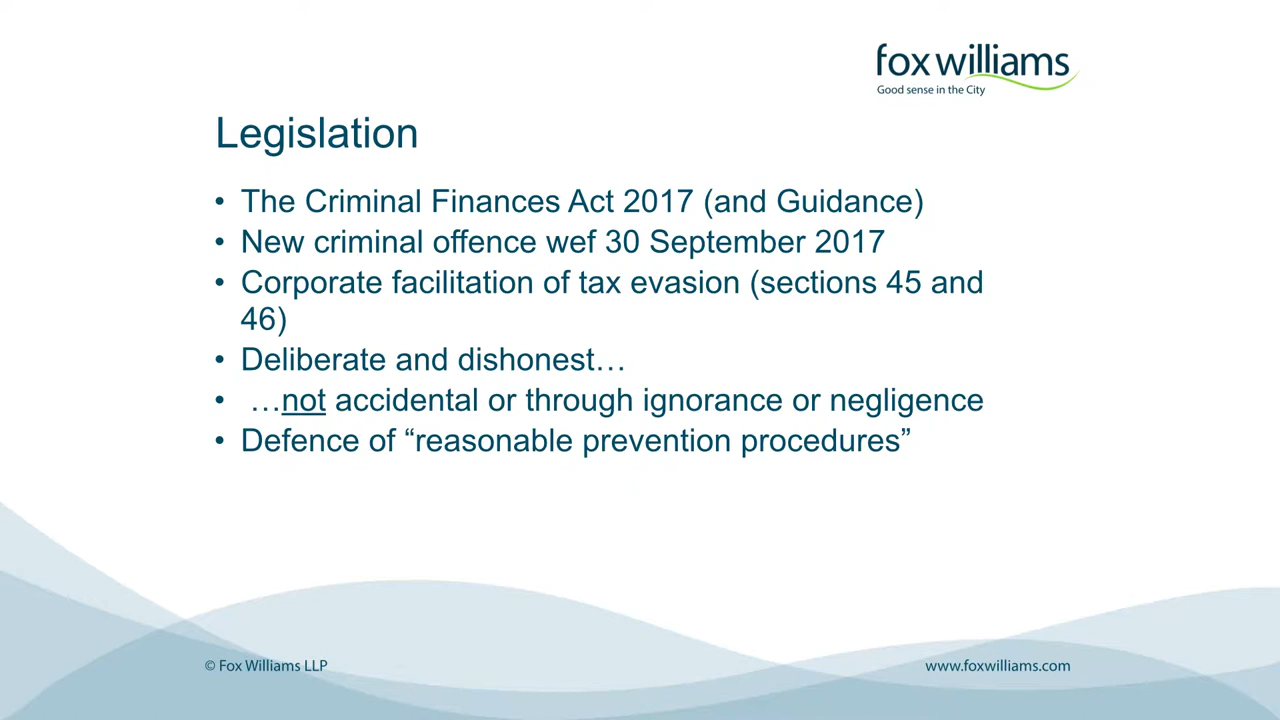 fox williams
Good sense in the City
Legislation
• The Criminal Finances Act 2017 (and Guidance)
• New criminal offence wef 30 September 2017
• Corporate facilitation of tax evasion (sections 45 and
46)
• Deliberate and dishonest…
• …not accidental or through ignorance or negligence
• Defence of “reasonable prevention procedures”
© Fox Williams LLP
www.foxwilliams.com